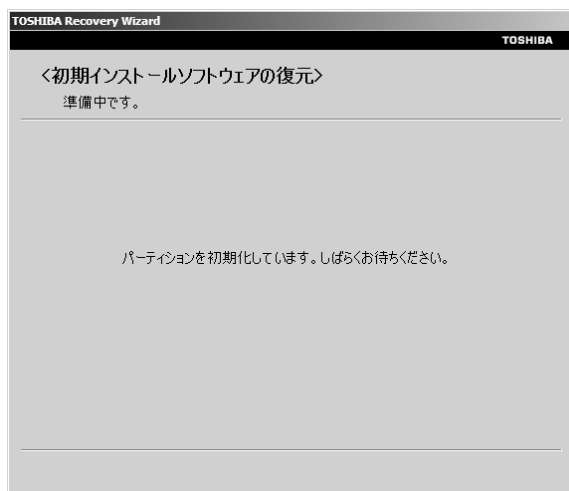 TOSHIBA Recovery Wizard
TOSHIBA
<初期インストールソフトウェアの復元>
準備中です。
パーティションを初期化しています。しばらくお待ちください。